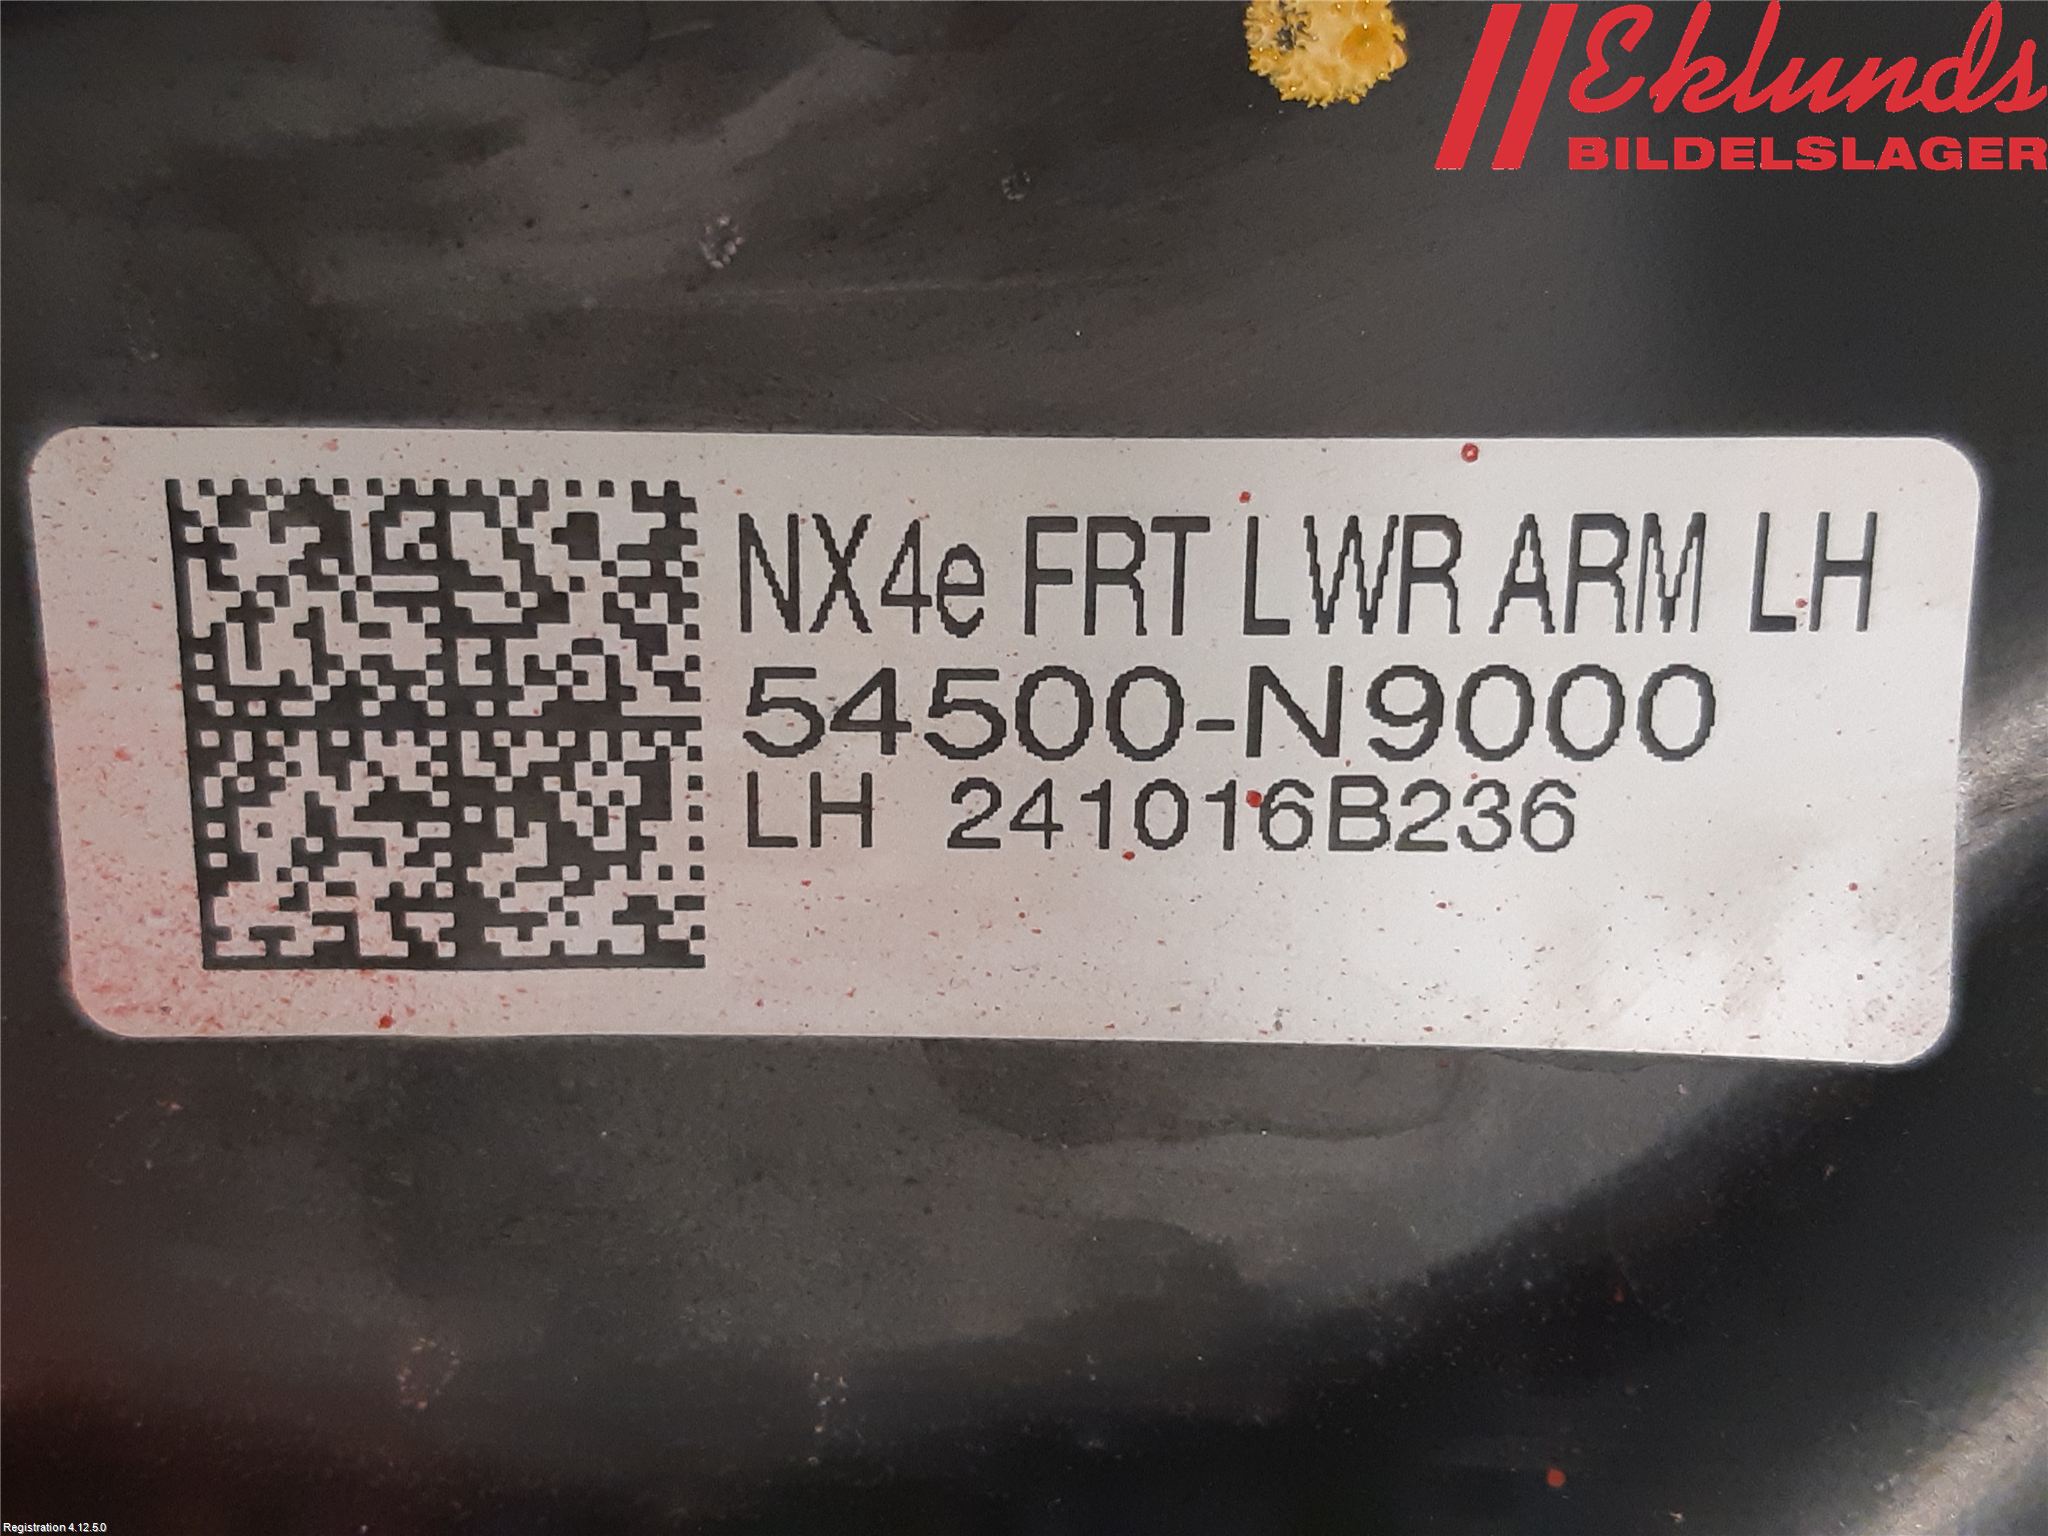 Eklunds
BILDELSLAGER
NX4e FRT LWR ARM LH
54500-N9000
LH 241016B236
Registration 4.12.5.0